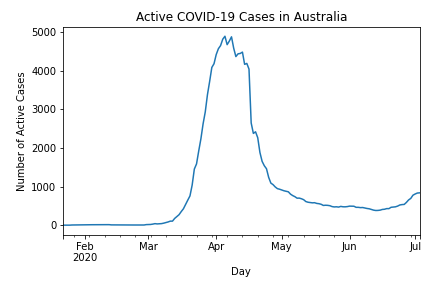 Active COVID-19 Cases in Australia
Number of Active Cases
5000
4000
3000
2000
1000
0
Feb Mar Apr May Jun Jul
2020
Day